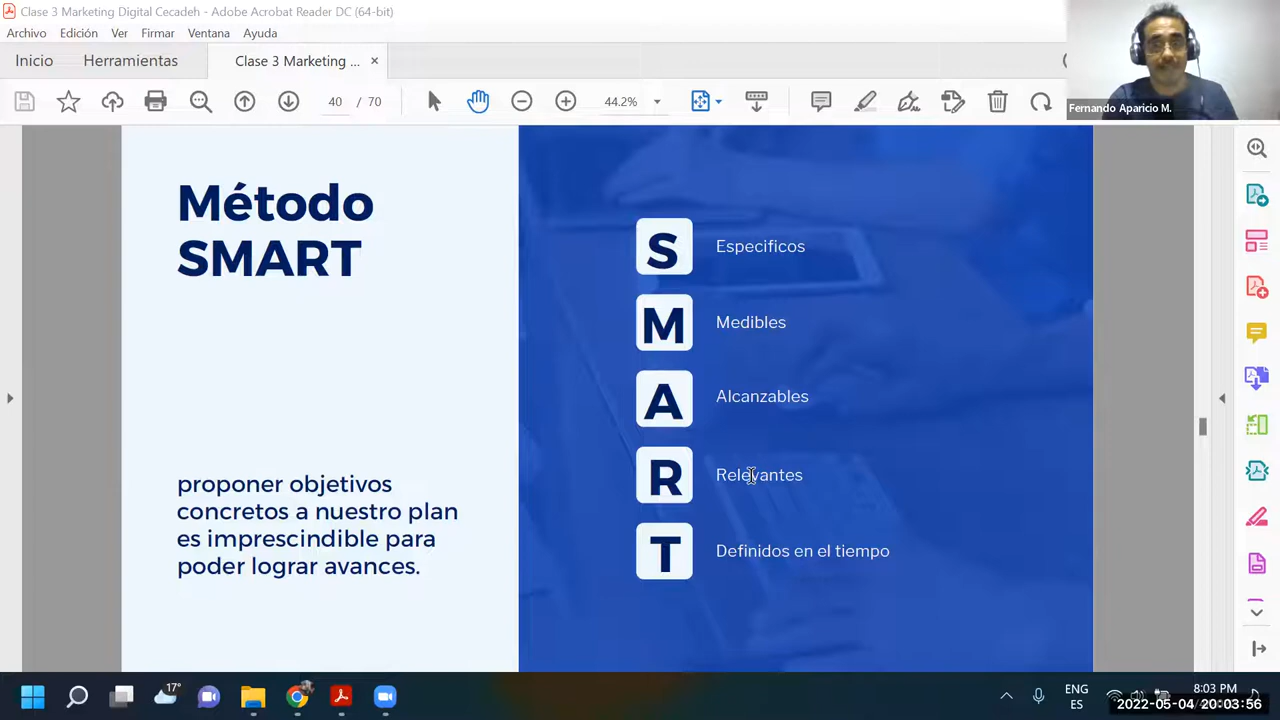 Clase 3 Marketing Digital Cecadeh - Adobe Acrobat Reader DC (64-bit)
Archivo Edición Ver Firmar Ventana Ayuda
Inicio Herramientas Clase 3 Marketing ... ×
40 / 70 44.2%
Fernando Aparicio M.
Método
SMART
proponer objetivos
concretos a nuestro plan
es imprescindible para
poder lograr avances.
S Especificos
M Medibles
A Alcanzables
R Relevantes
T Definidos en el tiempo
17°
ENG
ES
8:03 PM
2022-05-04 20:03:56